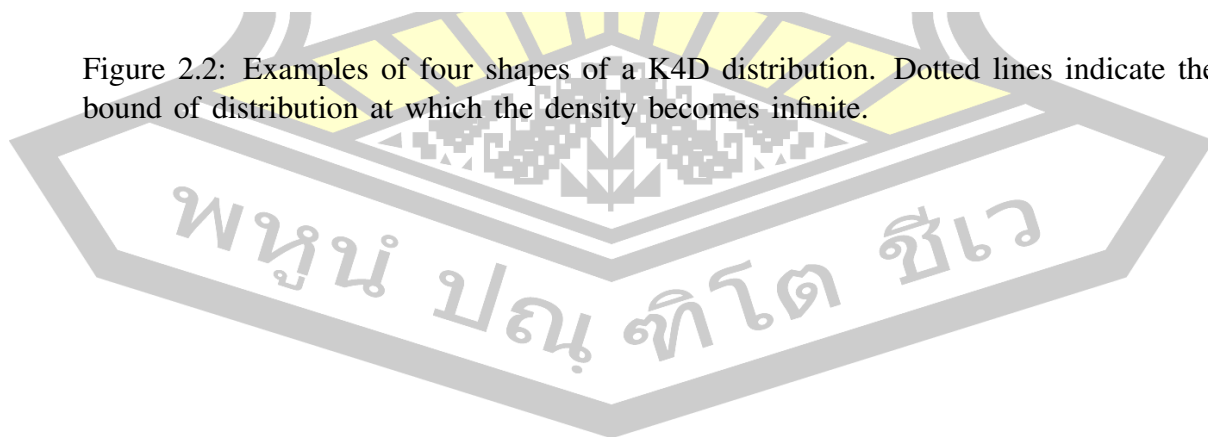 Figure 2.2: Examples of four shapes of a K4D distribution. Dotted lines indicate the
bound of distribution at which the density becomes infinite.
พหูนํ ปณฺฑิโต ชีเว